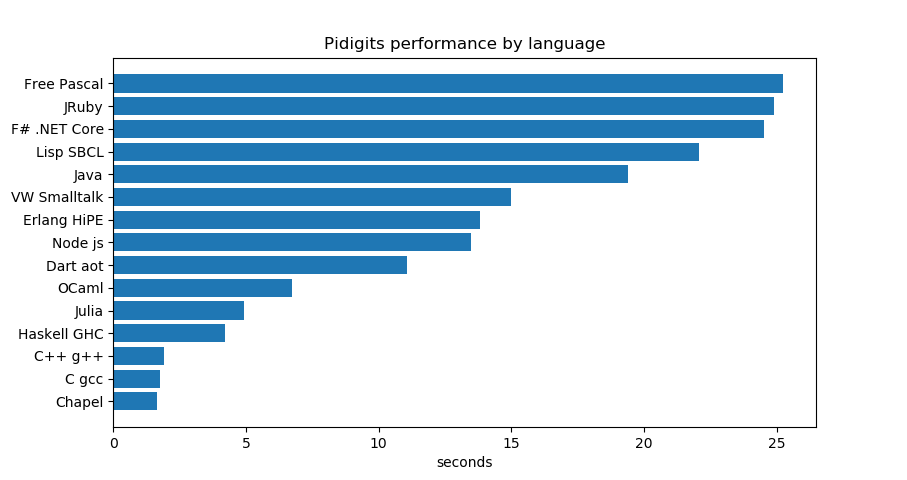 Pidigits performance by language
Free Pascal
JRuby
F# .NET Core
Lisp SBCL
Java
VW Smalltalk
Erlang HiPE
Node js
Dart aot
OCaml
Julia
Haskell GHC
C++ g++
C gcc
Chapel
0 5 10 15 20 25
seconds